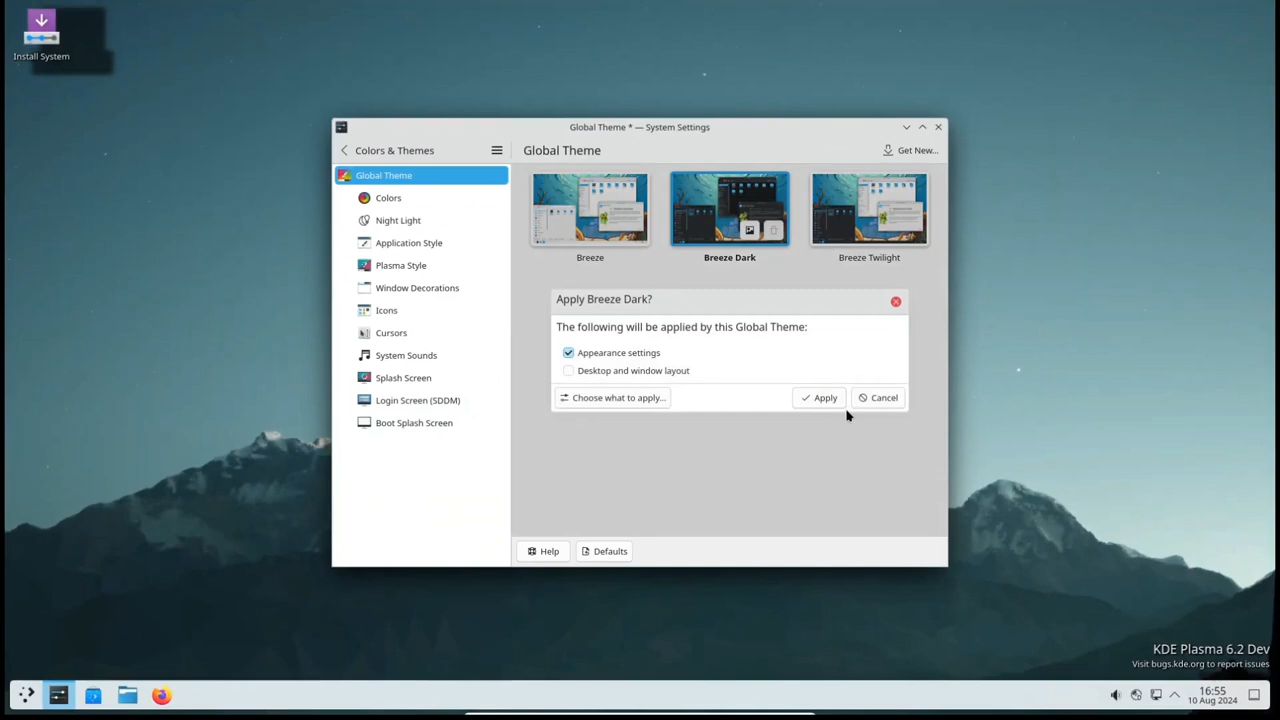 Install System
Global Theme * — System Settings
Colors & Themes
Global Theme
Get New...
Global Theme
Colors
Night Light
Application Style
Plasma Style
Window Decorations
Icons
Cursors
System Sounds
Splash Screen
Login Screen (SDDM)
Boot Splash Screen
Breeze
Breeze Dark
Breeze Twilight
Apply Breeze Dark?
The following will be applied by this Global Theme:
Appearance settings
Desktop and window layout
Choose what to apply...
Apply
Cancel
Help
Defaults
KDE Plasma 6.2 Dev
Visit bugs.kde.org to report issues
16:55
10 Aug 2024